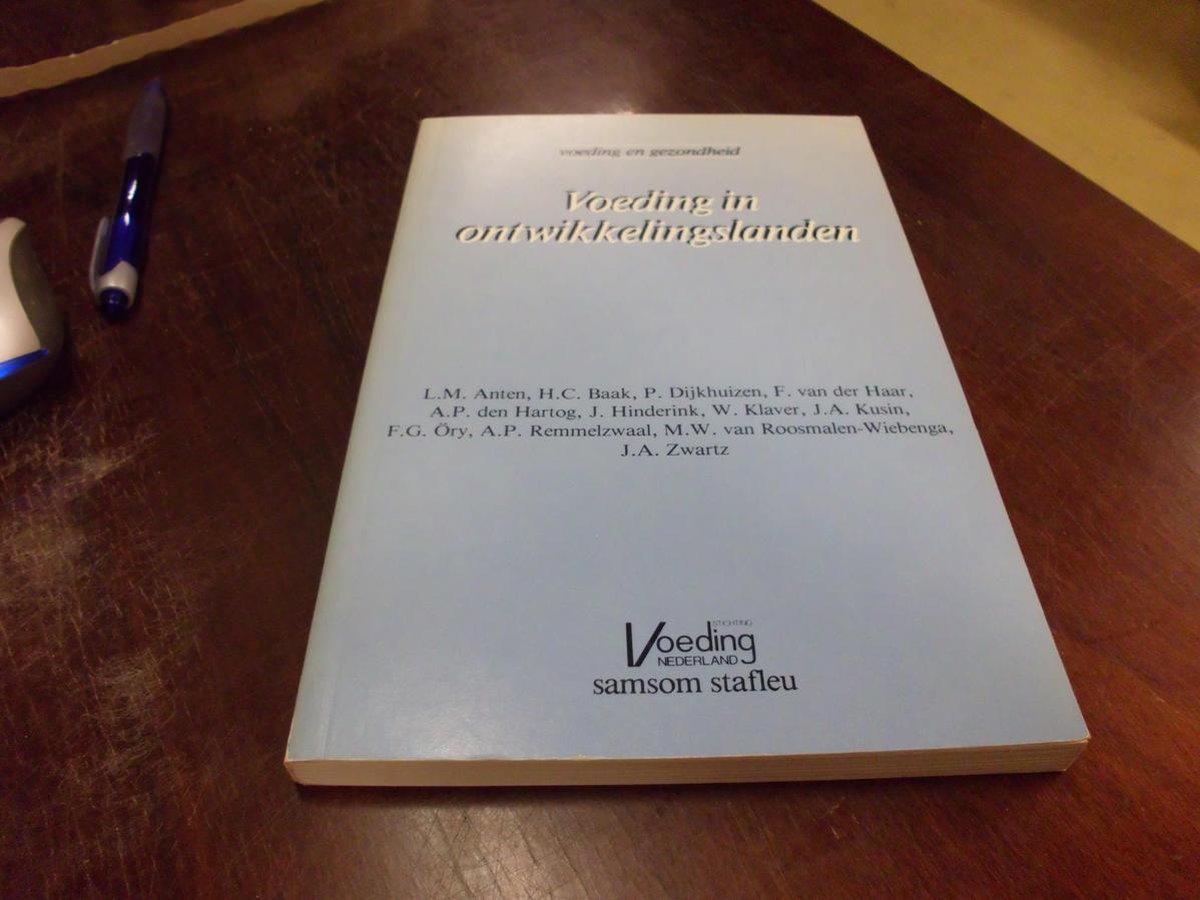 voeding en gezondheid
Voeding in
ontwikkelingslanden
L.M. Anten, H.C. Baak, P. Dijkhuizen, F. van der Haar,
A.P. den Hartog, J. Hinderink, W. Klaver, J.A. Kusin,
F.G. Öry, A.P. Remmelzwaal, M.W. van Roosmalen-Wiebenga,
J.A. Zwartz
STICHTING
Voeding
NEDERLAND
samsom stafleu